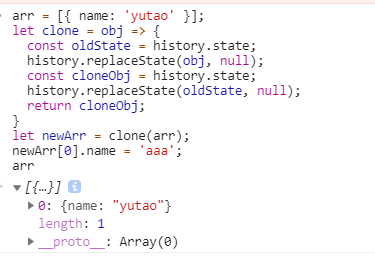 arr = [{ name: 'yutao' }];
let clone = obj => {
  const oldState = history.state;
  history.replaceState(obj, null);
  const cloneObj = history.state;
  history.replaceState(oldState, null);
  return cloneObj;
}
let newArr = clone(arr);
newArr[0].name = 'aaa';
arr
▼ [{…}] i
▶ 0: {name: "yutao"}
length: 1
▶ __proto__: Array(0)